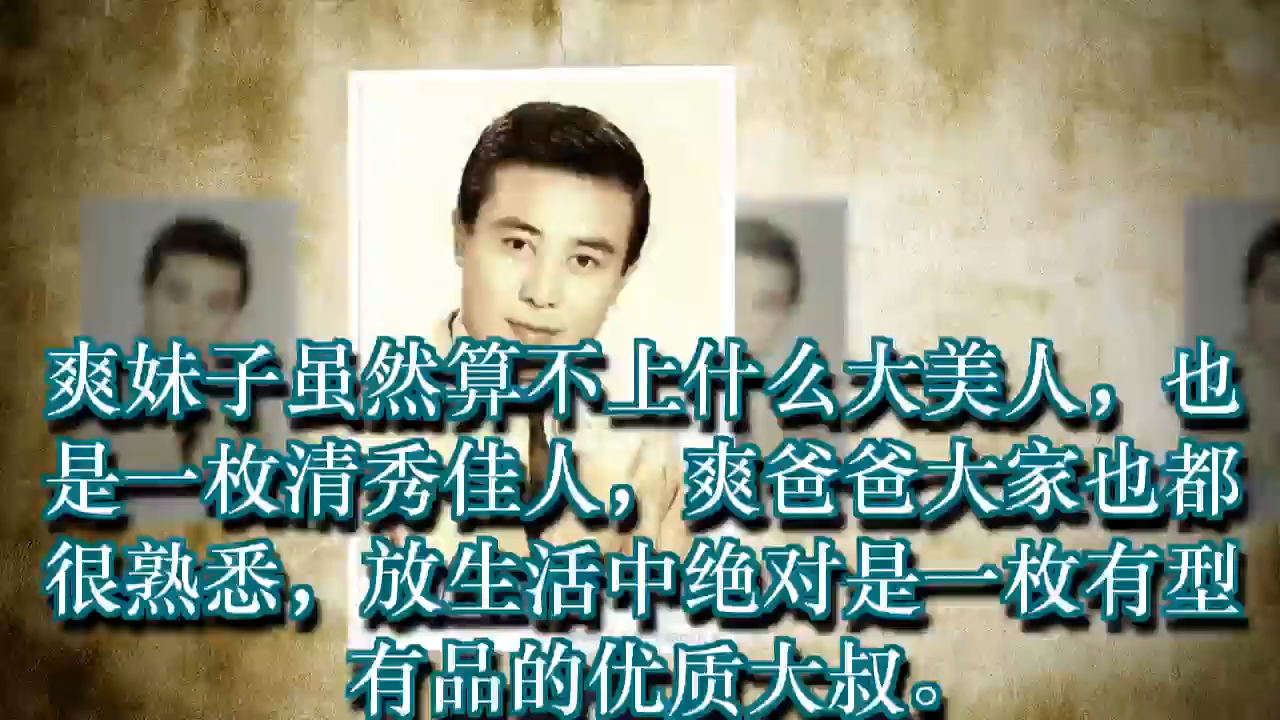 爽妹子虽然算不上什么大美人，也
是一枚清秀佳人，爽爸爸大家也都
很熟悉，放生活中绝对是一枚有型
有品的优质大叔。